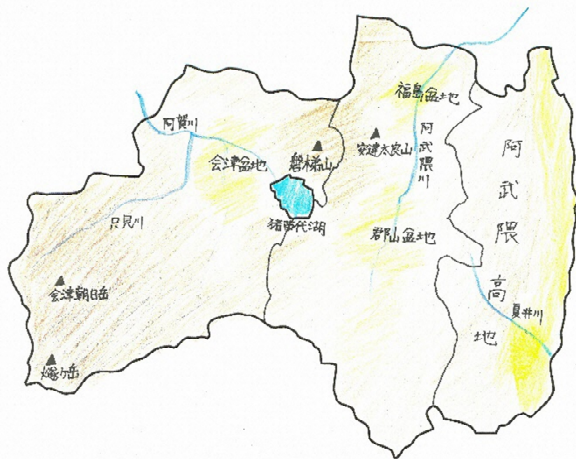 福島盆地
阿賀川
安達太良山
阿武隈川
阿武隈高地
会津盆地
磐梯山
只見川
猪苗代湖
郡山盆地
会津朝日岳
夏井川
燧ヶ岳